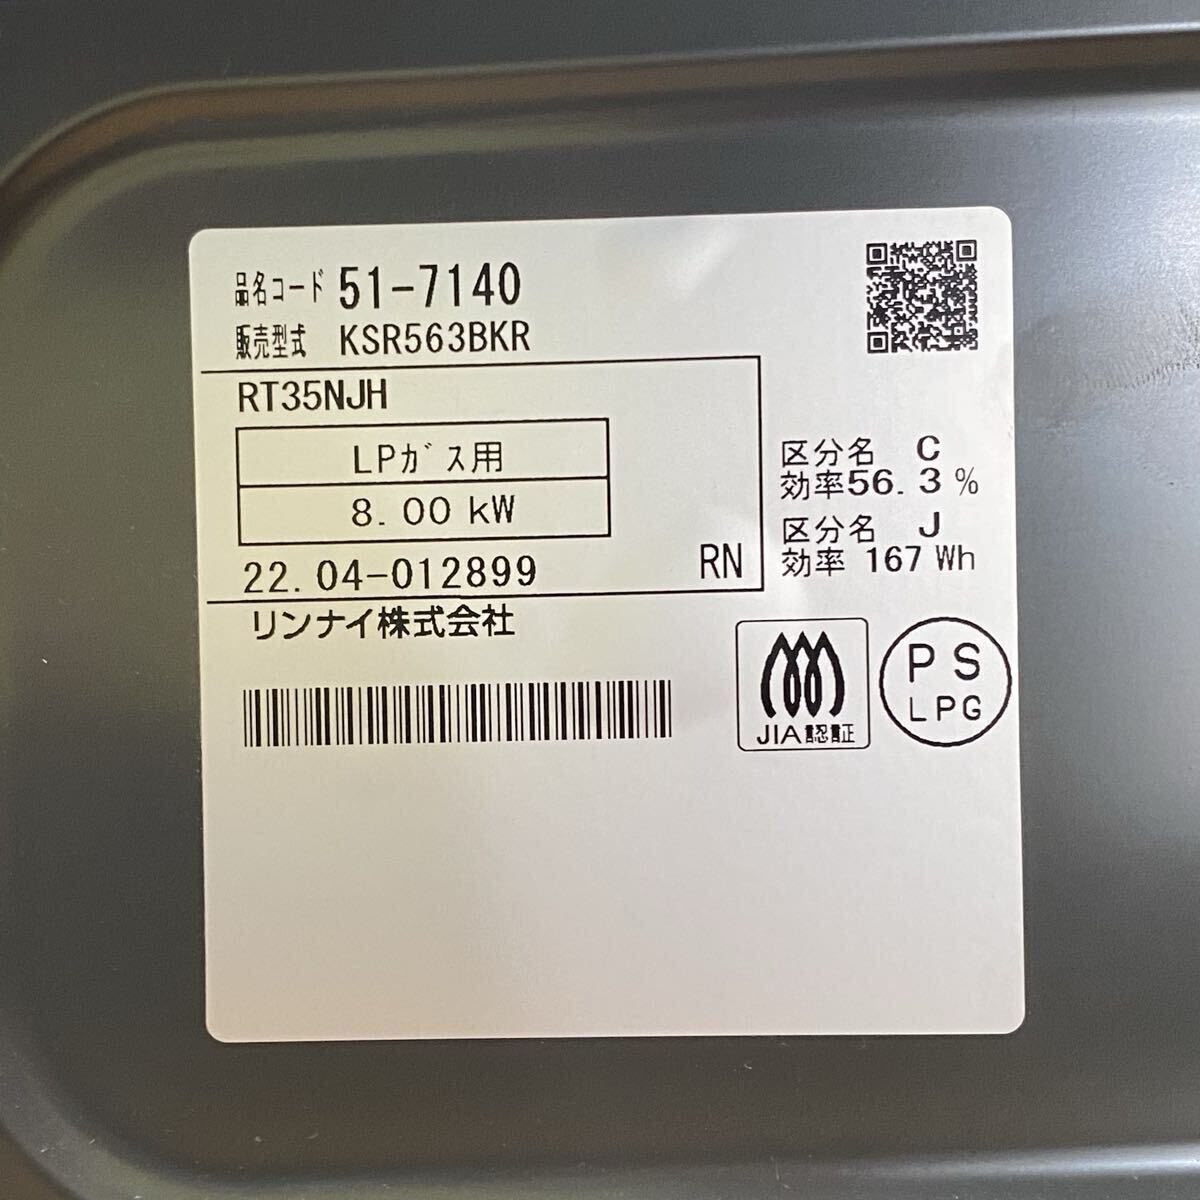 品名コード 51-7140
販売型式 KSR563BKR
RT35NJH
LPガス用
8.00 kW
22.04-012899 RN
リンナイ株式会社
区分名 C
効率56.3 %
区分名 J
効率 167 Wh
JIA認証
PS
LPG